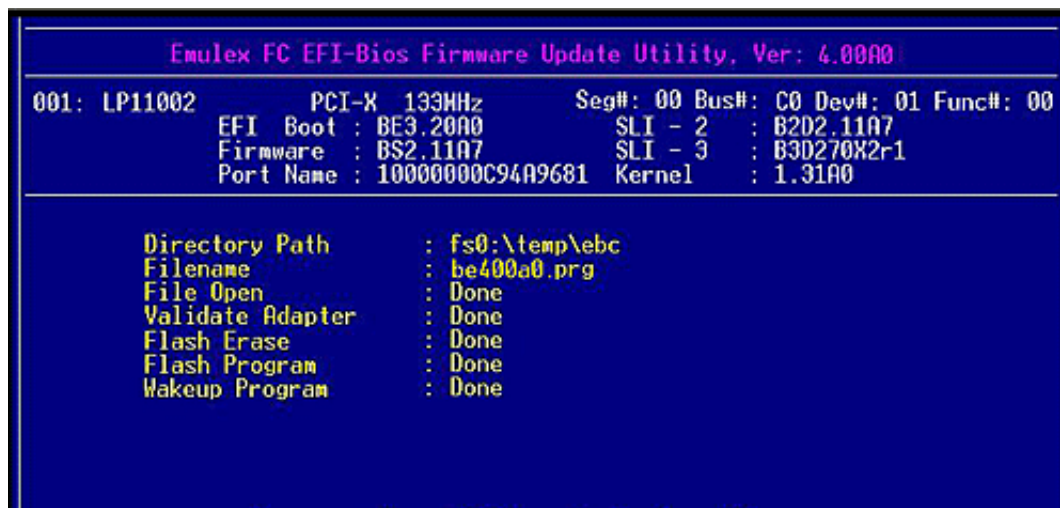 Emulex FC EFI-Bios Firmware Update Utility, Ver: 4.00A0
001: LP11002 PCI-X 133MHz Seg#: 00 Bus#: C0 Dev#: 01 Func#: 00
EFI Boot : BE3.20A0 SLI - 2 : B2D2.11A7
Firmware : BS2.11A7 SLI - 3 : B3D270X2r1
Port Name : 10000000C94A9681 Kernel : 1.31A0
Directory Path : fs0:\temp\ebc
Filename : be400a0.prg
File Open : Done
Validate Adapter : Done
Flash Erase : Done
Flash Program : Done
Wakeup Program : Done